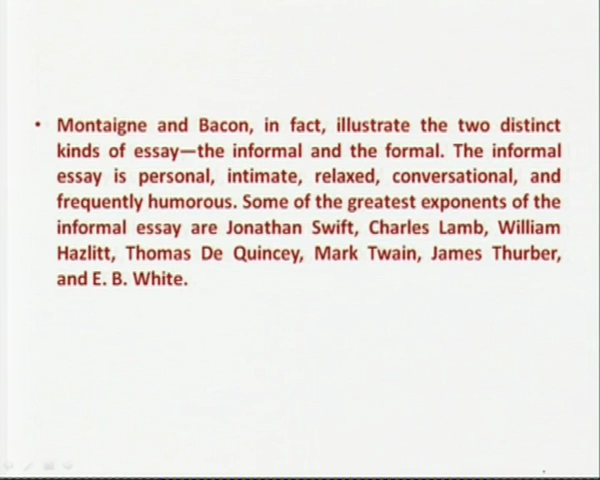 • Montaigne and Bacon, in fact, illustrate the two distinct
kinds of essay—the informal and the formal. The informal
essay is personal, intimate, relaxed, conversational, and
frequently humorous. Some of the greatest exponents of the
informal essay are Jonathan Swift, Charles Lamb, William
Hazlitt, Thomas De Quincey, Mark Twain, James Thurber,
and E. B. White.